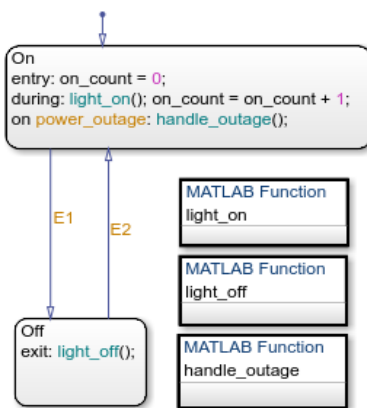 On
entry: on_count = 0;
during: light_on(); on_count = on_count + 1;
on power_outage: handle_outage();
E1
E2
MATLAB Function
light_on
MATLAB Function
light_off
MATLAB Function
handle_outage
Off
exit: light_off();